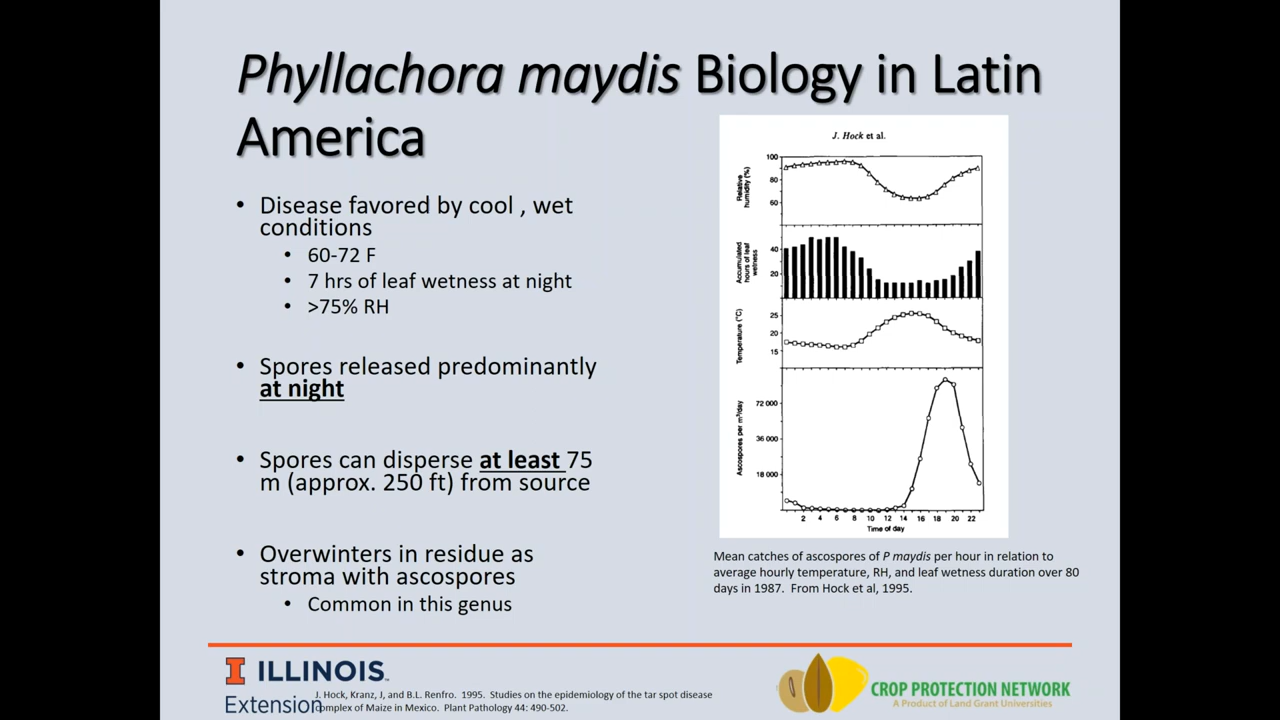 Phyllachora maydis Biology in Latin
America
• Disease favored by cool , wet
conditions
• 60-72 F
• 7 hrs of leaf wetness at night
• >75% RH
• Spores released predominantly
at night
• Spores can disperse at least 75
m (approx. 250 ft) from source
• Overwinters in residue as
stroma with ascospores
• Common in this genus
J. Hock et al.
Relative
humidity (%)
100
80
60
Accumulated
hours of leaf
wetness
40
20
Temperature (°C)
25
20
15
Ascospores per m³/day
72 000
36 000
18 000
2 4 6 8 10 12 14 16 18 20 22
Time of day
Mean catches of ascospores of P maydis per hour in relation to
average hourly temperature, RH, and leaf wetness duration over 80
days in 1987. From Hock et al, 1995.
I ILLINOIS
Extension
J. Hock, Kranz, J, and B.L. Renfro. 1995. Studies on the epidemiology of the tar spot disease
complex of Maize in Mexico. Plant Pathology 44: 490-502.
CROP PROTECTION NETWORK
A Product of Land Grant Universities